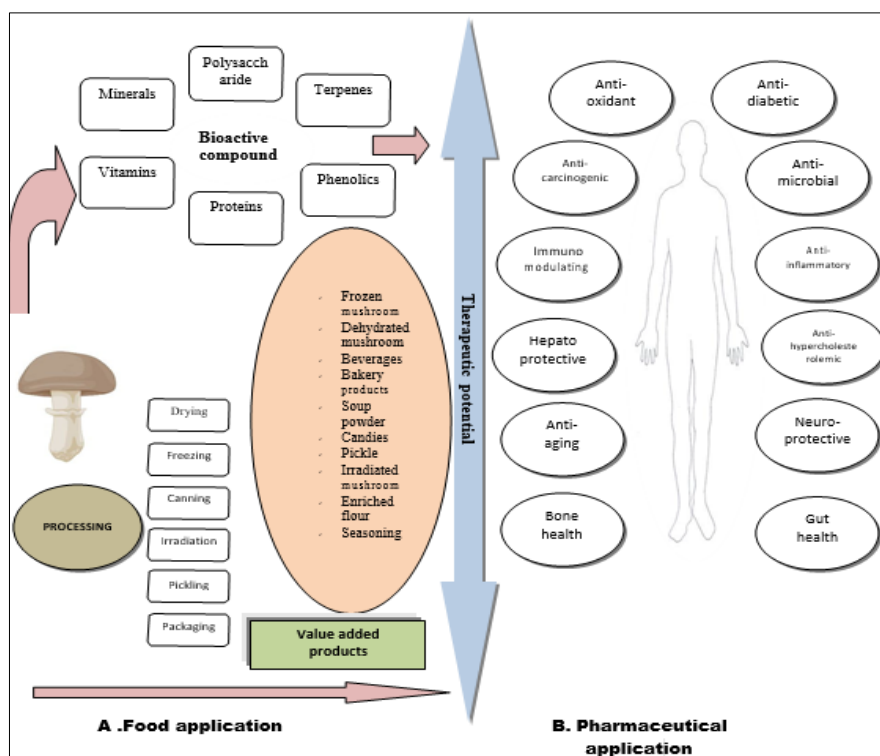 Polysacch
aride
Minerals
Terpenes
Bioactive
compound
Vitamins
Proteins
Phenolics
Frozen
mushroom
Dehydrated
mushroom
Beverages
Bakery
products
Soup
powder
Candies
Pickle
Irradiated
mushroom
Enriched
flour
Seasoning
Drying
Freezing
Canning
Irradiation
Pickling
Packaging
PROCESSING
Value added
products
A .Food application
Therapeutic potential
Anti-
oxidant
Anti-
diabetic
Anti-
carcinogenic
Anti-
microbial
Immuno
modulating
Anti-
inflammatory
Hepato
protective
Anti-
hypercholeste
rolemic
Anti-
aging
Neuro-
protective
Bone
health
Gut
health
B. Pharmaceutical
application